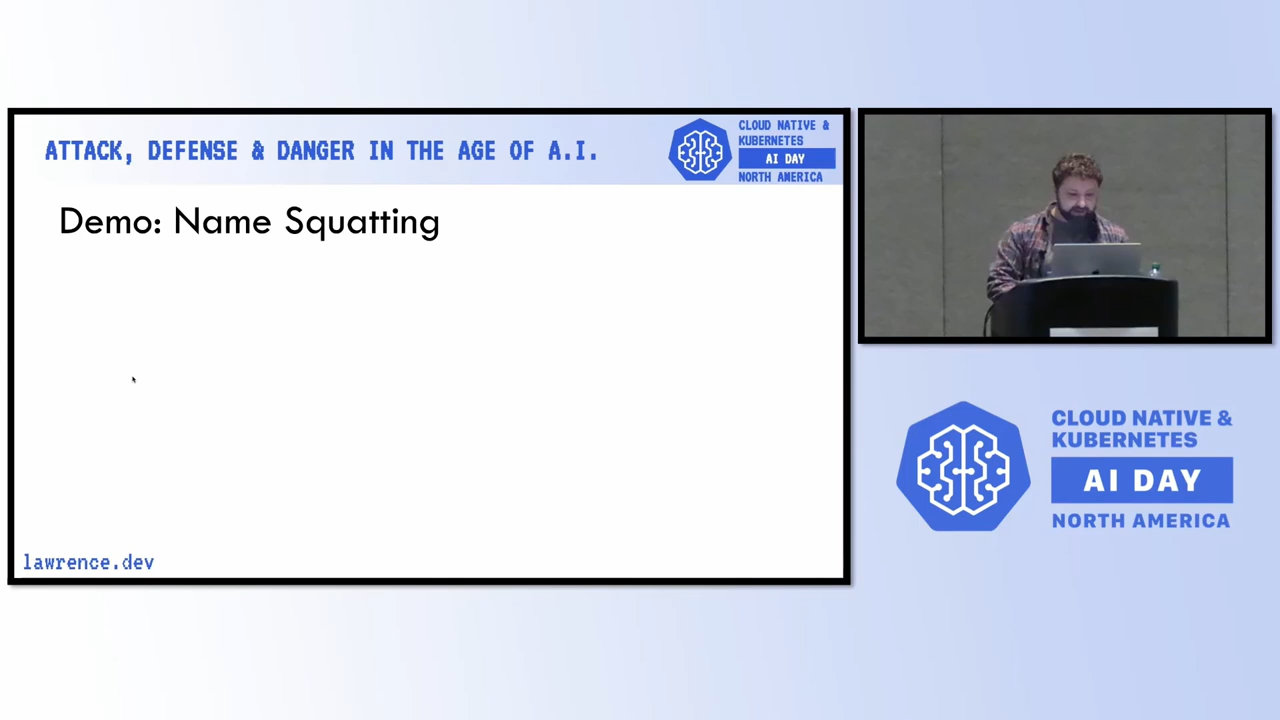 ATTACK, DEFENSE & DANGER IN THE AGE OF A.I.
CLOUD NATIVE &
KUBERNETES
AI DAY
NORTH AMERICA
Demo: Name Squatting
lawrence.dev
CLOUD NATIVE &
KUBERNETES
AI DAY
NORTH AMERICA